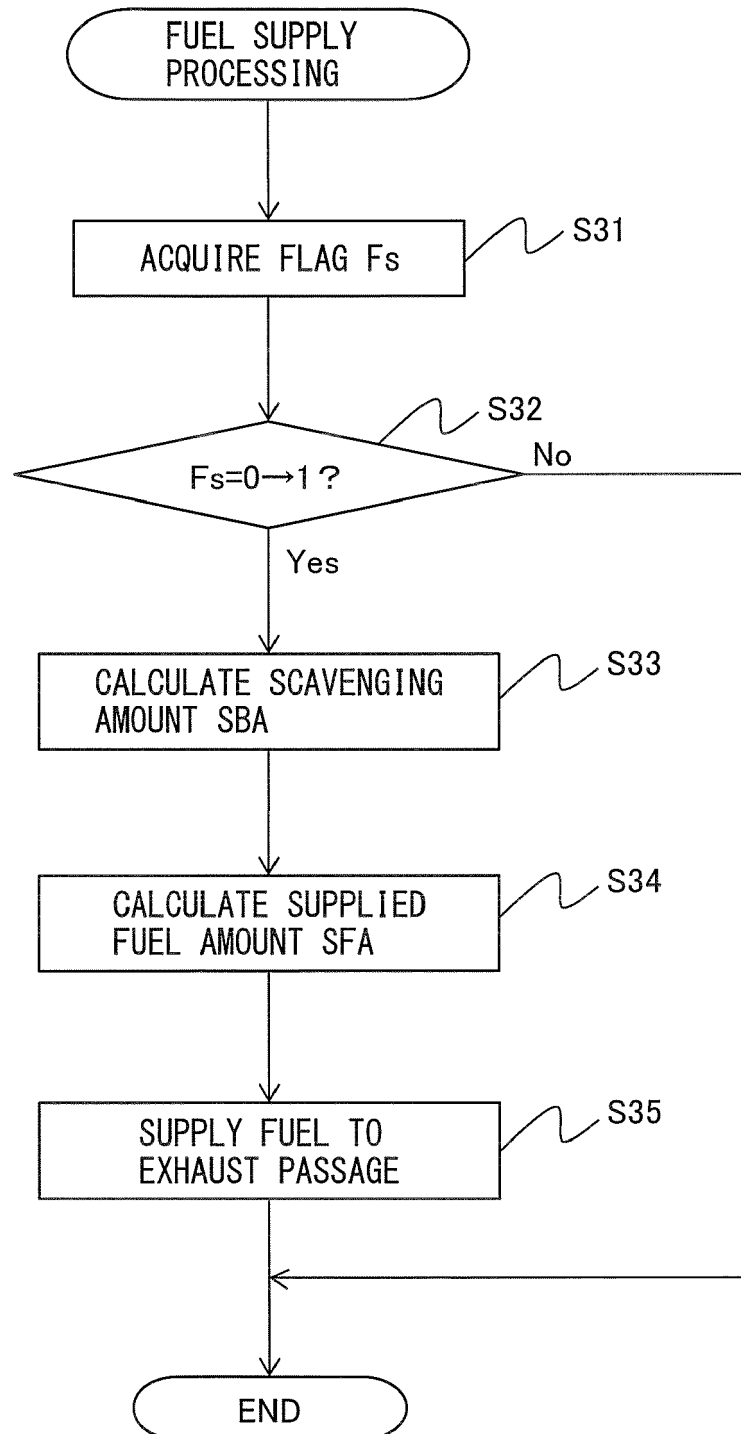 FUEL SUPPLY
PROCESSING
ACQUIRE FLAG Fs
S31
S32
Fs=0→1?
No
Yes
CALCULATE SCAVENGING
AMOUNT SBA
S33
CALCULATE SUPPLIED
FUEL AMOUNT SFA
S34
SUPPLY FUEL TO
EXHAUST PASSAGE
S35
END